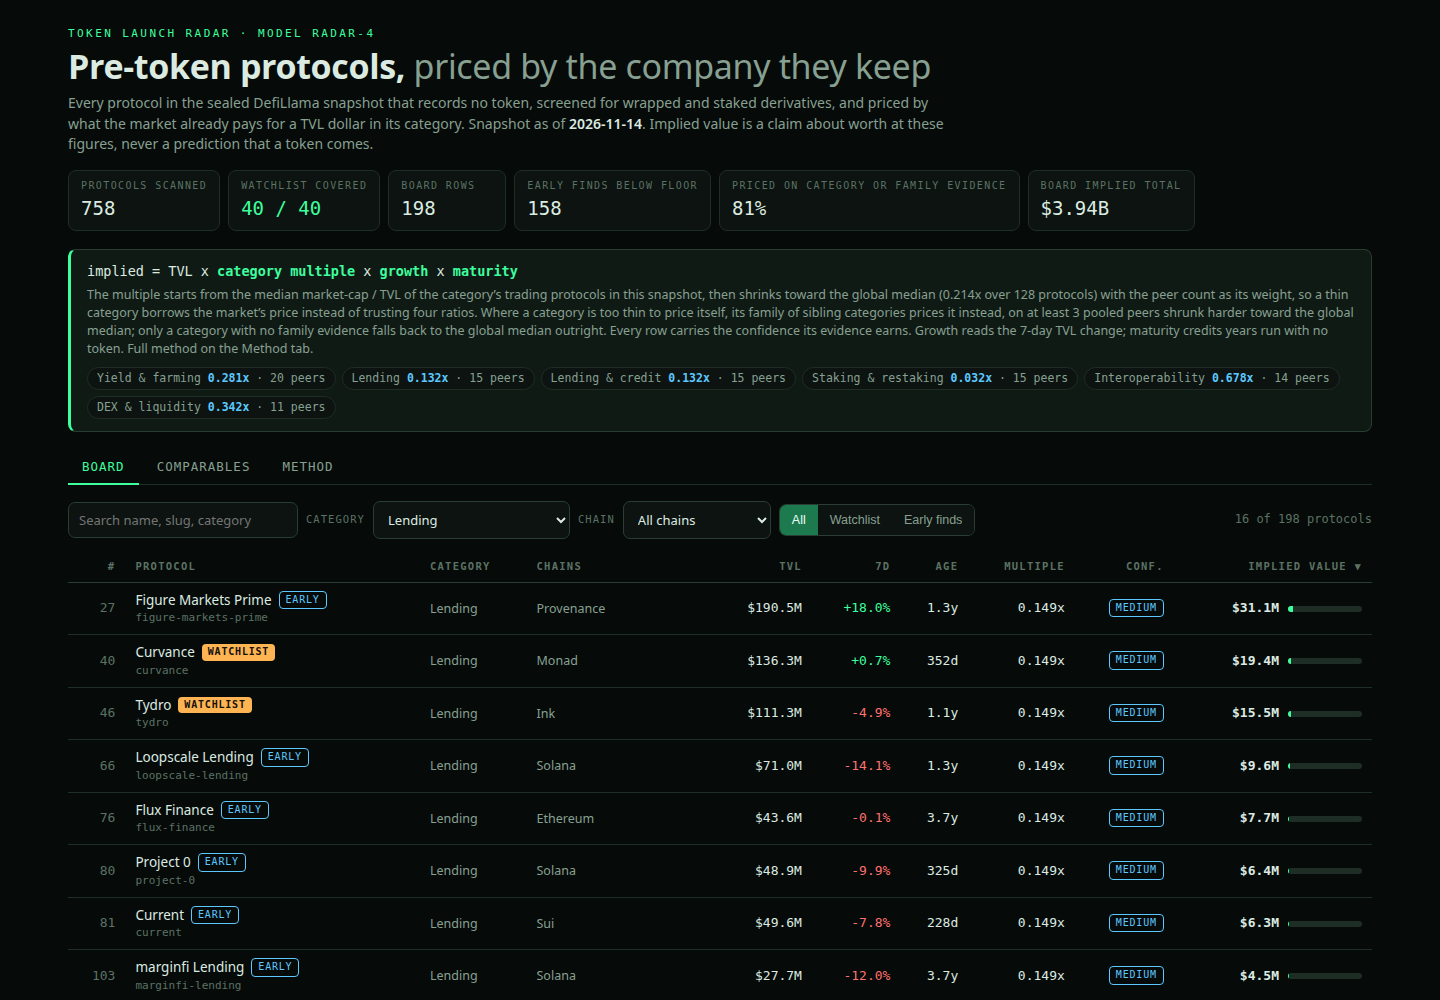 TOKEN LAUNCH RADAR · MODEL RADAR-4
Pre-token protocols, priced by the company they keep
Every protocol in the sealed DefiLlama snapshot that records no token, screened for wrapped and staked derivatives, and priced by
what the market already pays for a TVL dollar in its category. Snapshot as of 2026-11-14. Implied value is a claim about worth at these
figures, never a prediction that a token comes.
PROTOCOLS SCANNED WATCHLIST COVERED BOARD ROWS EARLY FINDS BELOW FLOOR PRICED ON CATEGORY OR FAMILY EVIDENCE BOARD IMPLIED TOTAL
758 40 / 40 198 158 81% $3.94B
implied = TVL x category multiple x growth x maturity
The multiple starts from the median market-cap / TVL of the category's trading protocols in this snapshot, then shrinks toward the global median (0.214x over 128 protocols) with the peer count as its weight, so a thin
category borrows the market's price instead of trusting four ratios. Where a category is too thin to price itself, its family of sibling categories prices it instead, on at least 3 pooled peers shrunk harder toward the global
median; only a category with no family evidence falls back to the global median outright. Every row carries the confidence its evidence earns. Growth reads the 7-day TVL change; maturity credits years run with no
token. Full method on the Method tab.
Yield & farming 0.281x · 20 peers Lending 0.132x · 15 peers Lending & credit 0.132x · 15 peers Staking & restaking 0.032x · 15 peers Interoperability 0.678x · 14 peers
DEX & liquidity 0.342x · 11 peers
BOARD COMPARABLES METHOD
Search name, slug, category CATEGORY Lending CHAIN All chains All Watchlist Early finds 16 of 198 protocols
# PROTOCOL CATEGORY CHAINS TVL 7D AGE MULTIPLE CONF. IMPLIED VALUE ▼
27 Figure Markets Prime EARLY Lending Provenance $190.5M +18.0% 1.3y 0.149x MEDIUM $31.1M
figure-markets-prime
40 Curvance WATCHLIST Lending Monad $136.3M +0.7% 352d 0.149x MEDIUM $19.4M
curvance
46 Tydro WATCHLIST Lending Ink $111.3M -4.9% 1.1y 0.149x MEDIUM $15.5M
tydro
66 Loopscale Lending EARLY Lending Solana $71.0M -14.1% 1.3y 0.149x MEDIUM $9.6M
loopscale-lending
76 Flux Finance EARLY Lending Ethereum $43.6M -0.1% 3.7y 0.149x MEDIUM $7.7M
flux-finance
80 Project 0 EARLY Lending Solana $48.9M -9.9% 325d 0.149x MEDIUM $6.4M
project-0
81 Current EARLY Lending Sui $49.6M -7.8% 228d 0.149x MEDIUM $6.3M
current
103 marginfi Lending EARLY Lending Solana $27.7M -12.0% 3.7y 0.149x MEDIUM $4.5M
marginfi-lending